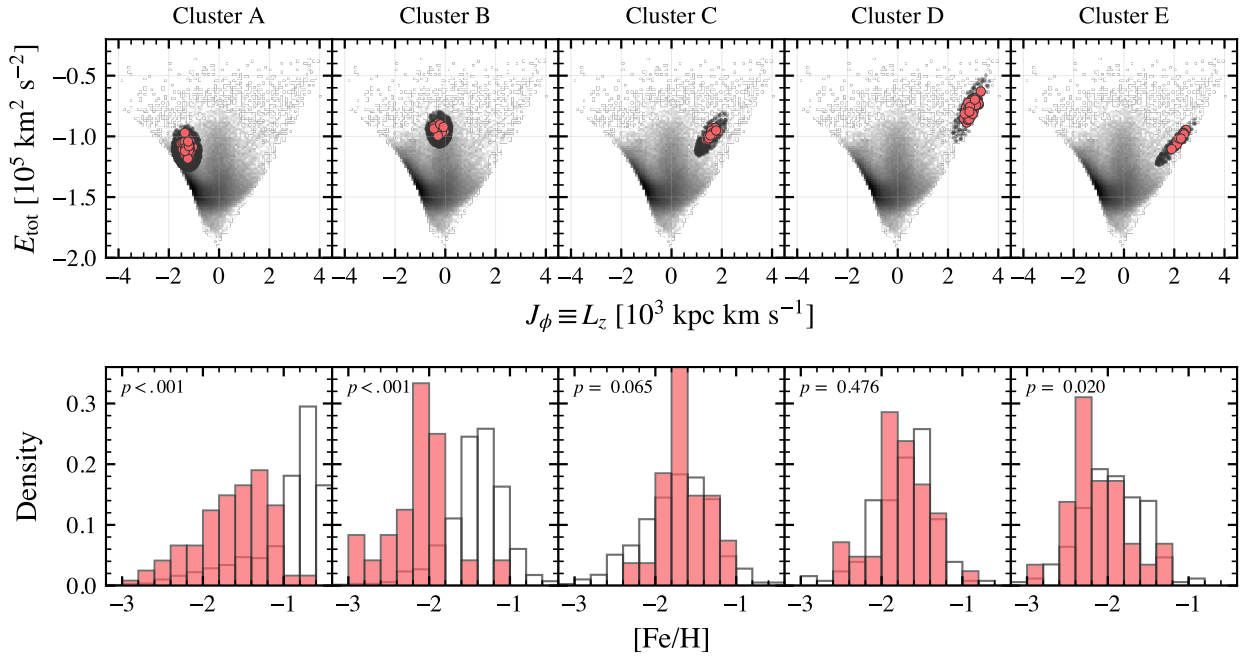 Cluster A Cluster B Cluster C Cluster D Cluster E
E_tot [10^5 km^2 s^−2]
−0.5
−1.0
−1.5
−2.0
−4 −2 0 2 4 −4 −2 0 2 4 −4 −2 0 2 4 −4 −2 0 2 4 −4 −2 0 2 4
J_ϕ ≡ L_z [10^3 kpc km s^−1]
p < .001 p < .001 p = 0.065 p = 0.476 p = 0.020
Density
0.3
0.2
0.1
0.0
−3 −2 −1 −3 −2 −1 −3 −2 −1 −3 −2 −1 −3 −2 −1
[Fe/H]